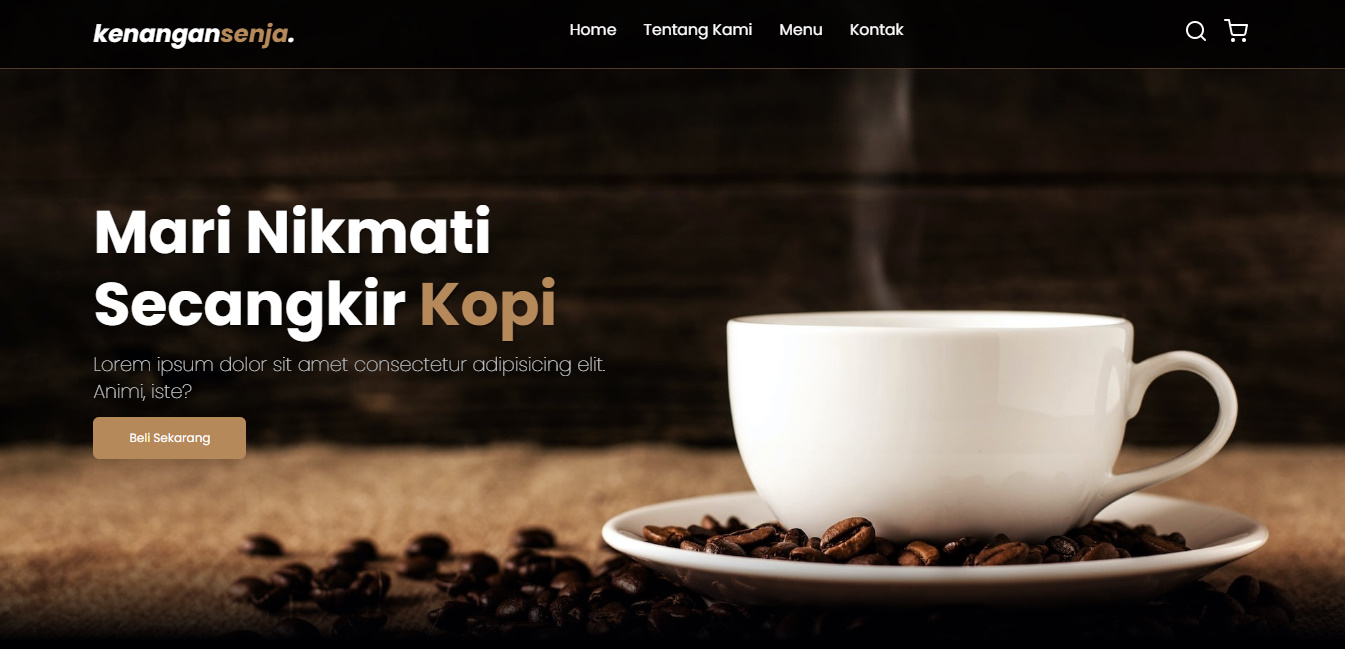 kenangansenja.
Home
Tentang Kami
Menu
Kontak
Mari Nikmati
Secangkir Kopi
Lorem ipsum dolor sit amet consectetur adipisicing elit.
Animi, iste?
Beli Sekarang